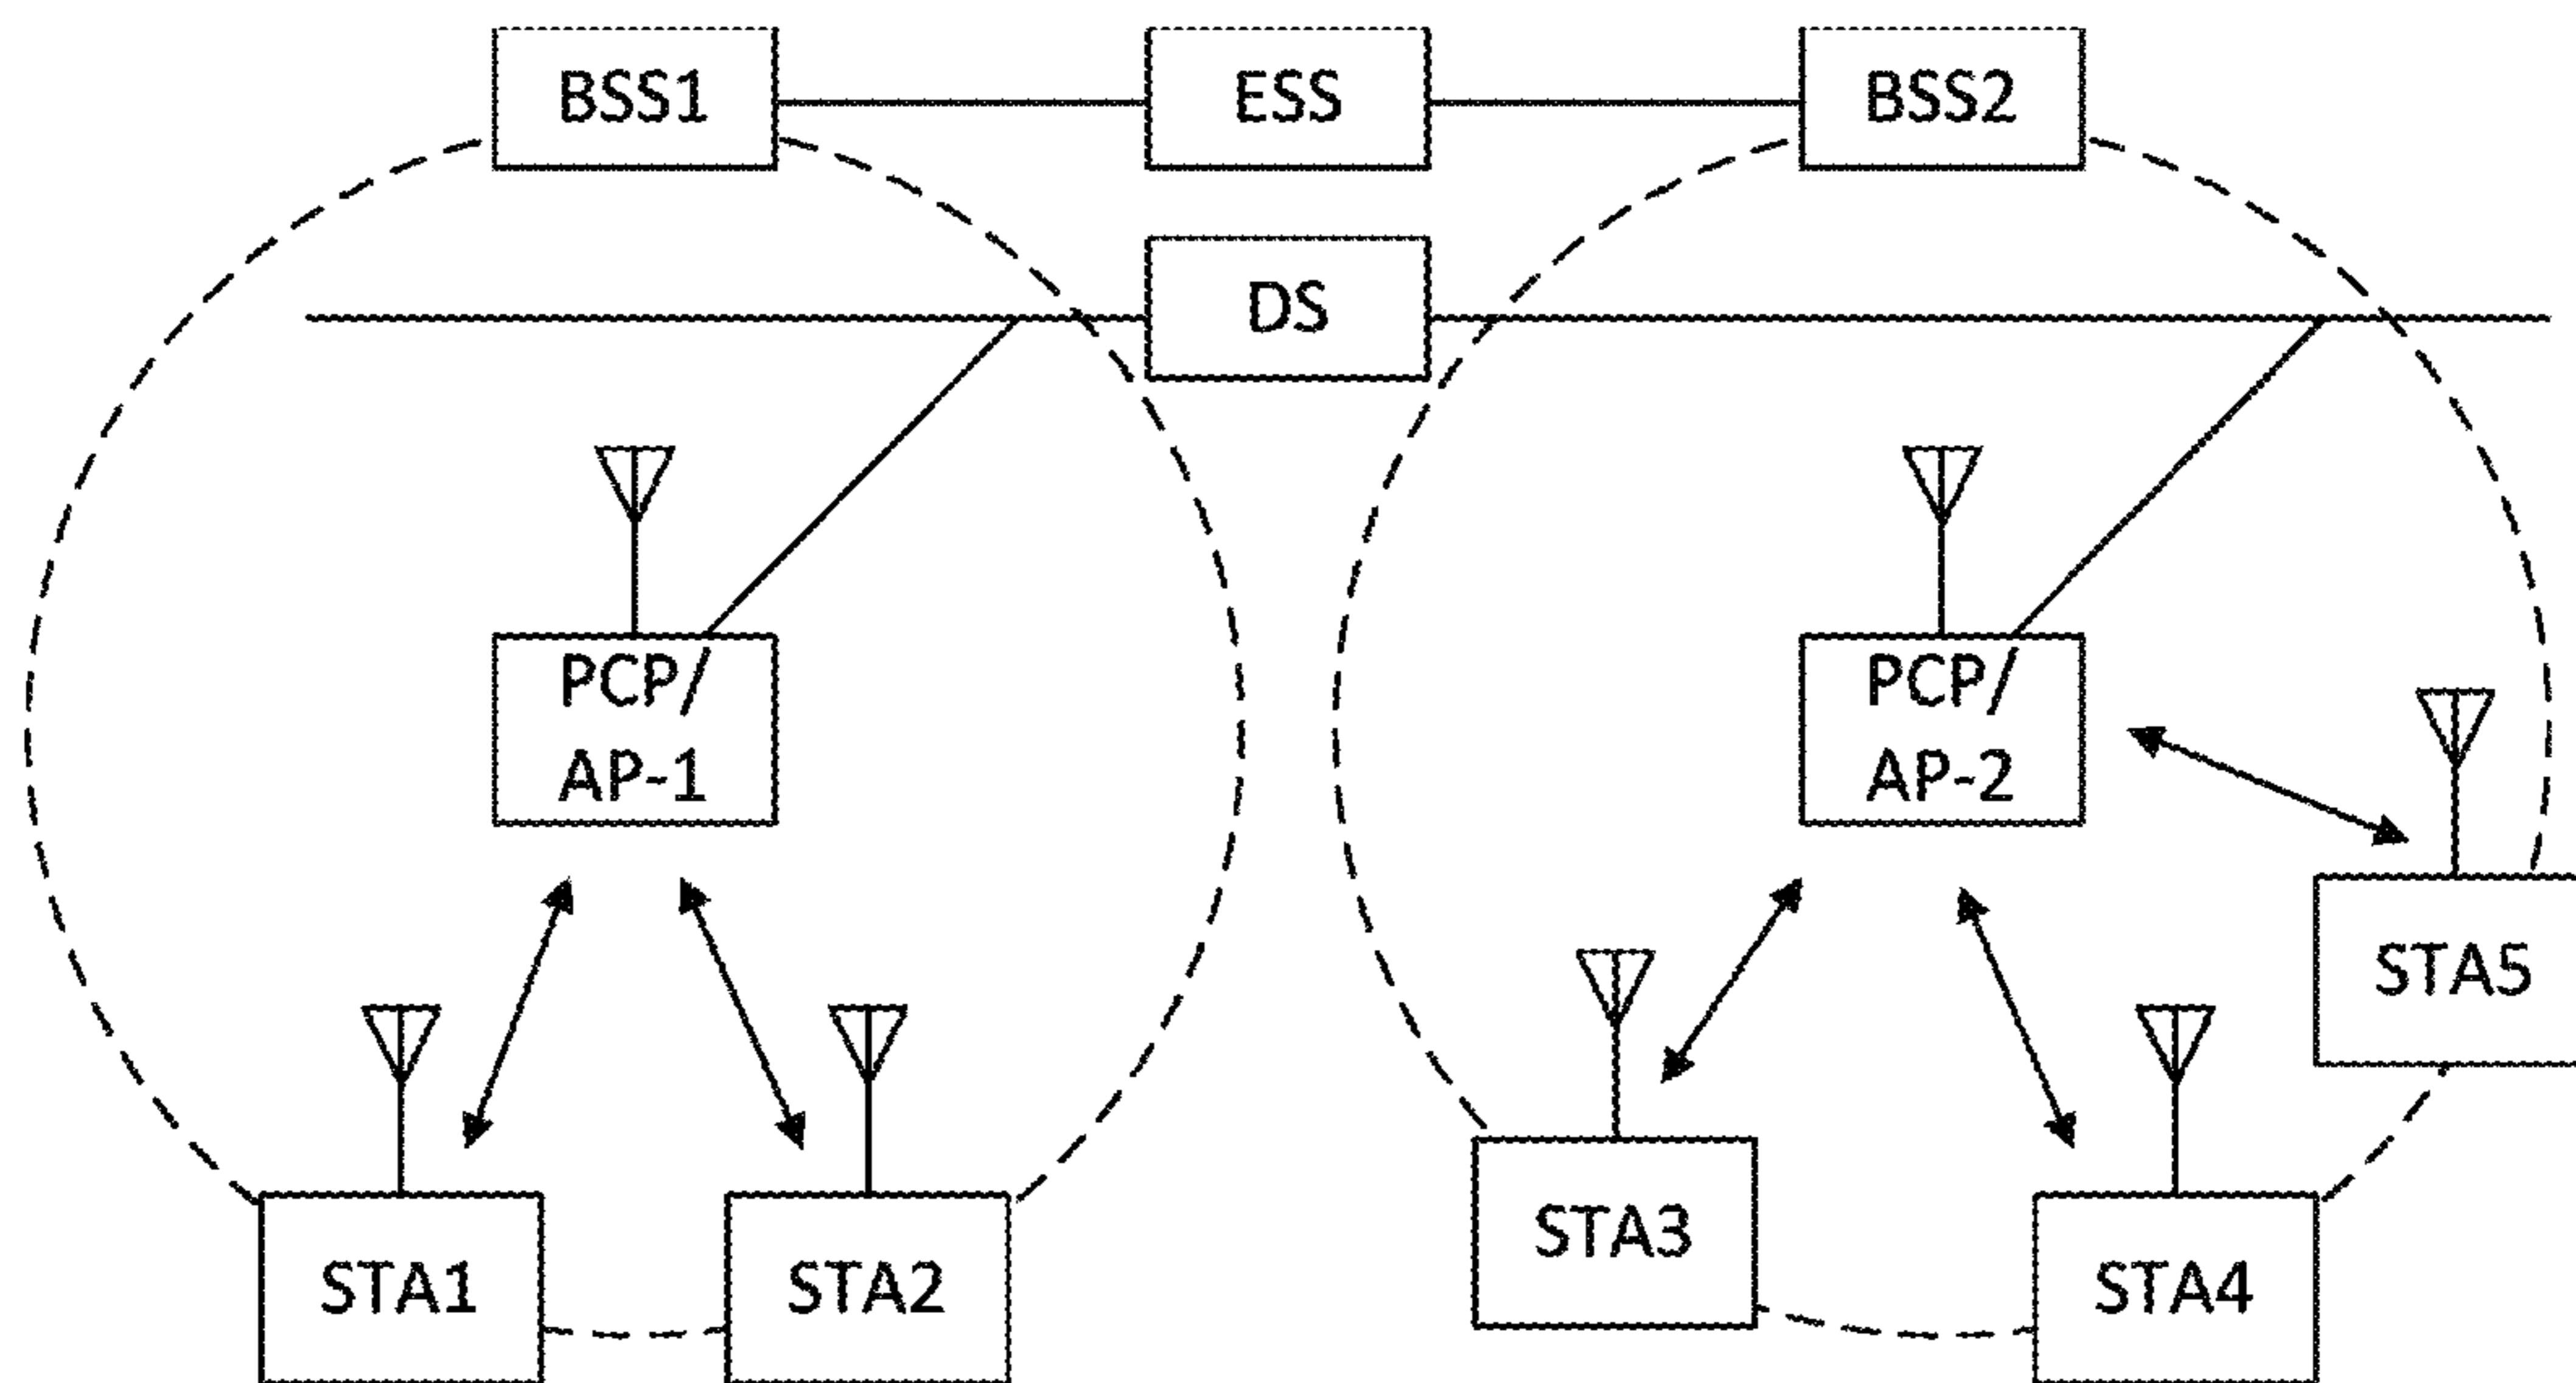 BSS1
ESS
BSS2
DS
PCP/
AP-1
PCP/
AP-2
STA5
STA3
STA1
STA2
STA4